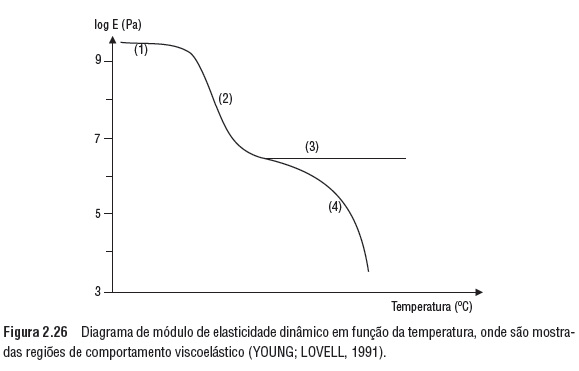 log E (Pa)
(1)
9
(2)
7
(3)
(4)
5
3
Temperatura (ºC)
Figura 2.26 Diagrama de módulo de elasticidade dinâmico em função da temperatura, onde são mostra-
das regiões de comportamento viscoelástico (YOUNG; LOVELL, 1991).